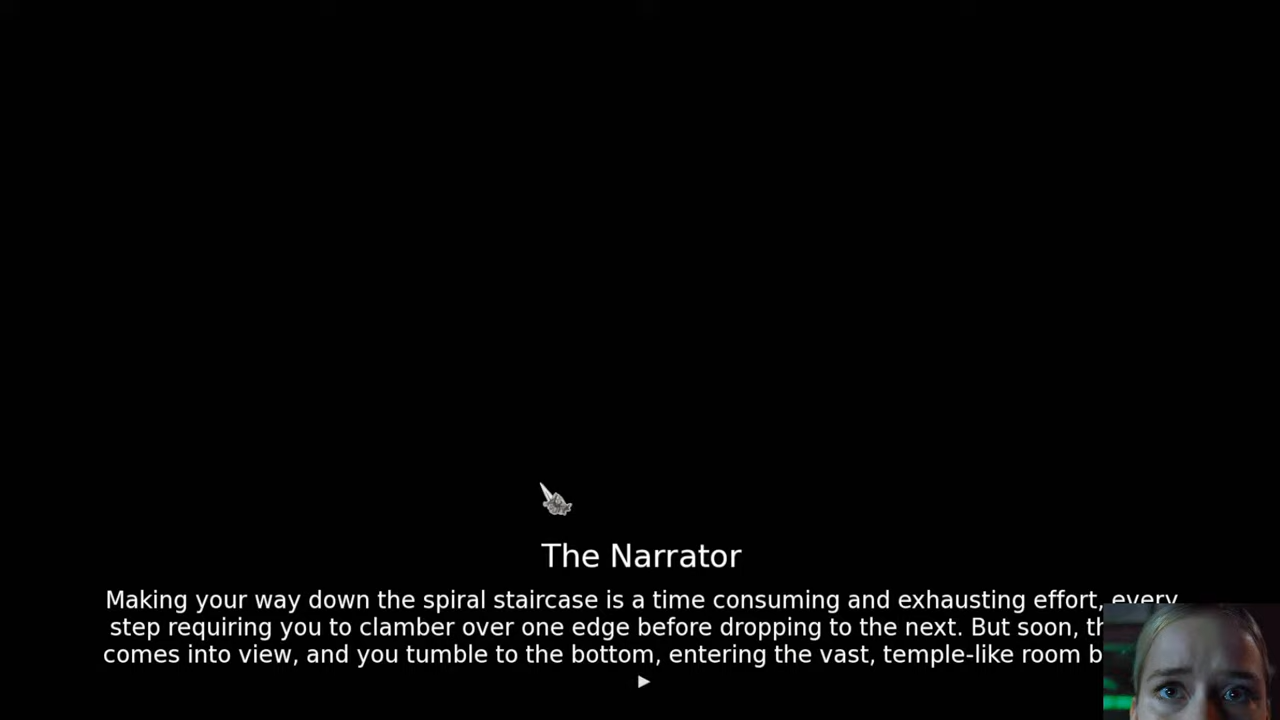 The Narrator
Making your way down the spiral staircase is a time consuming and exhausting effort, every
step requiring you to clamber over one edge before dropping to the next. But soon,
comes into view, and you tumble to the bottom, entering the vast, temple-like room